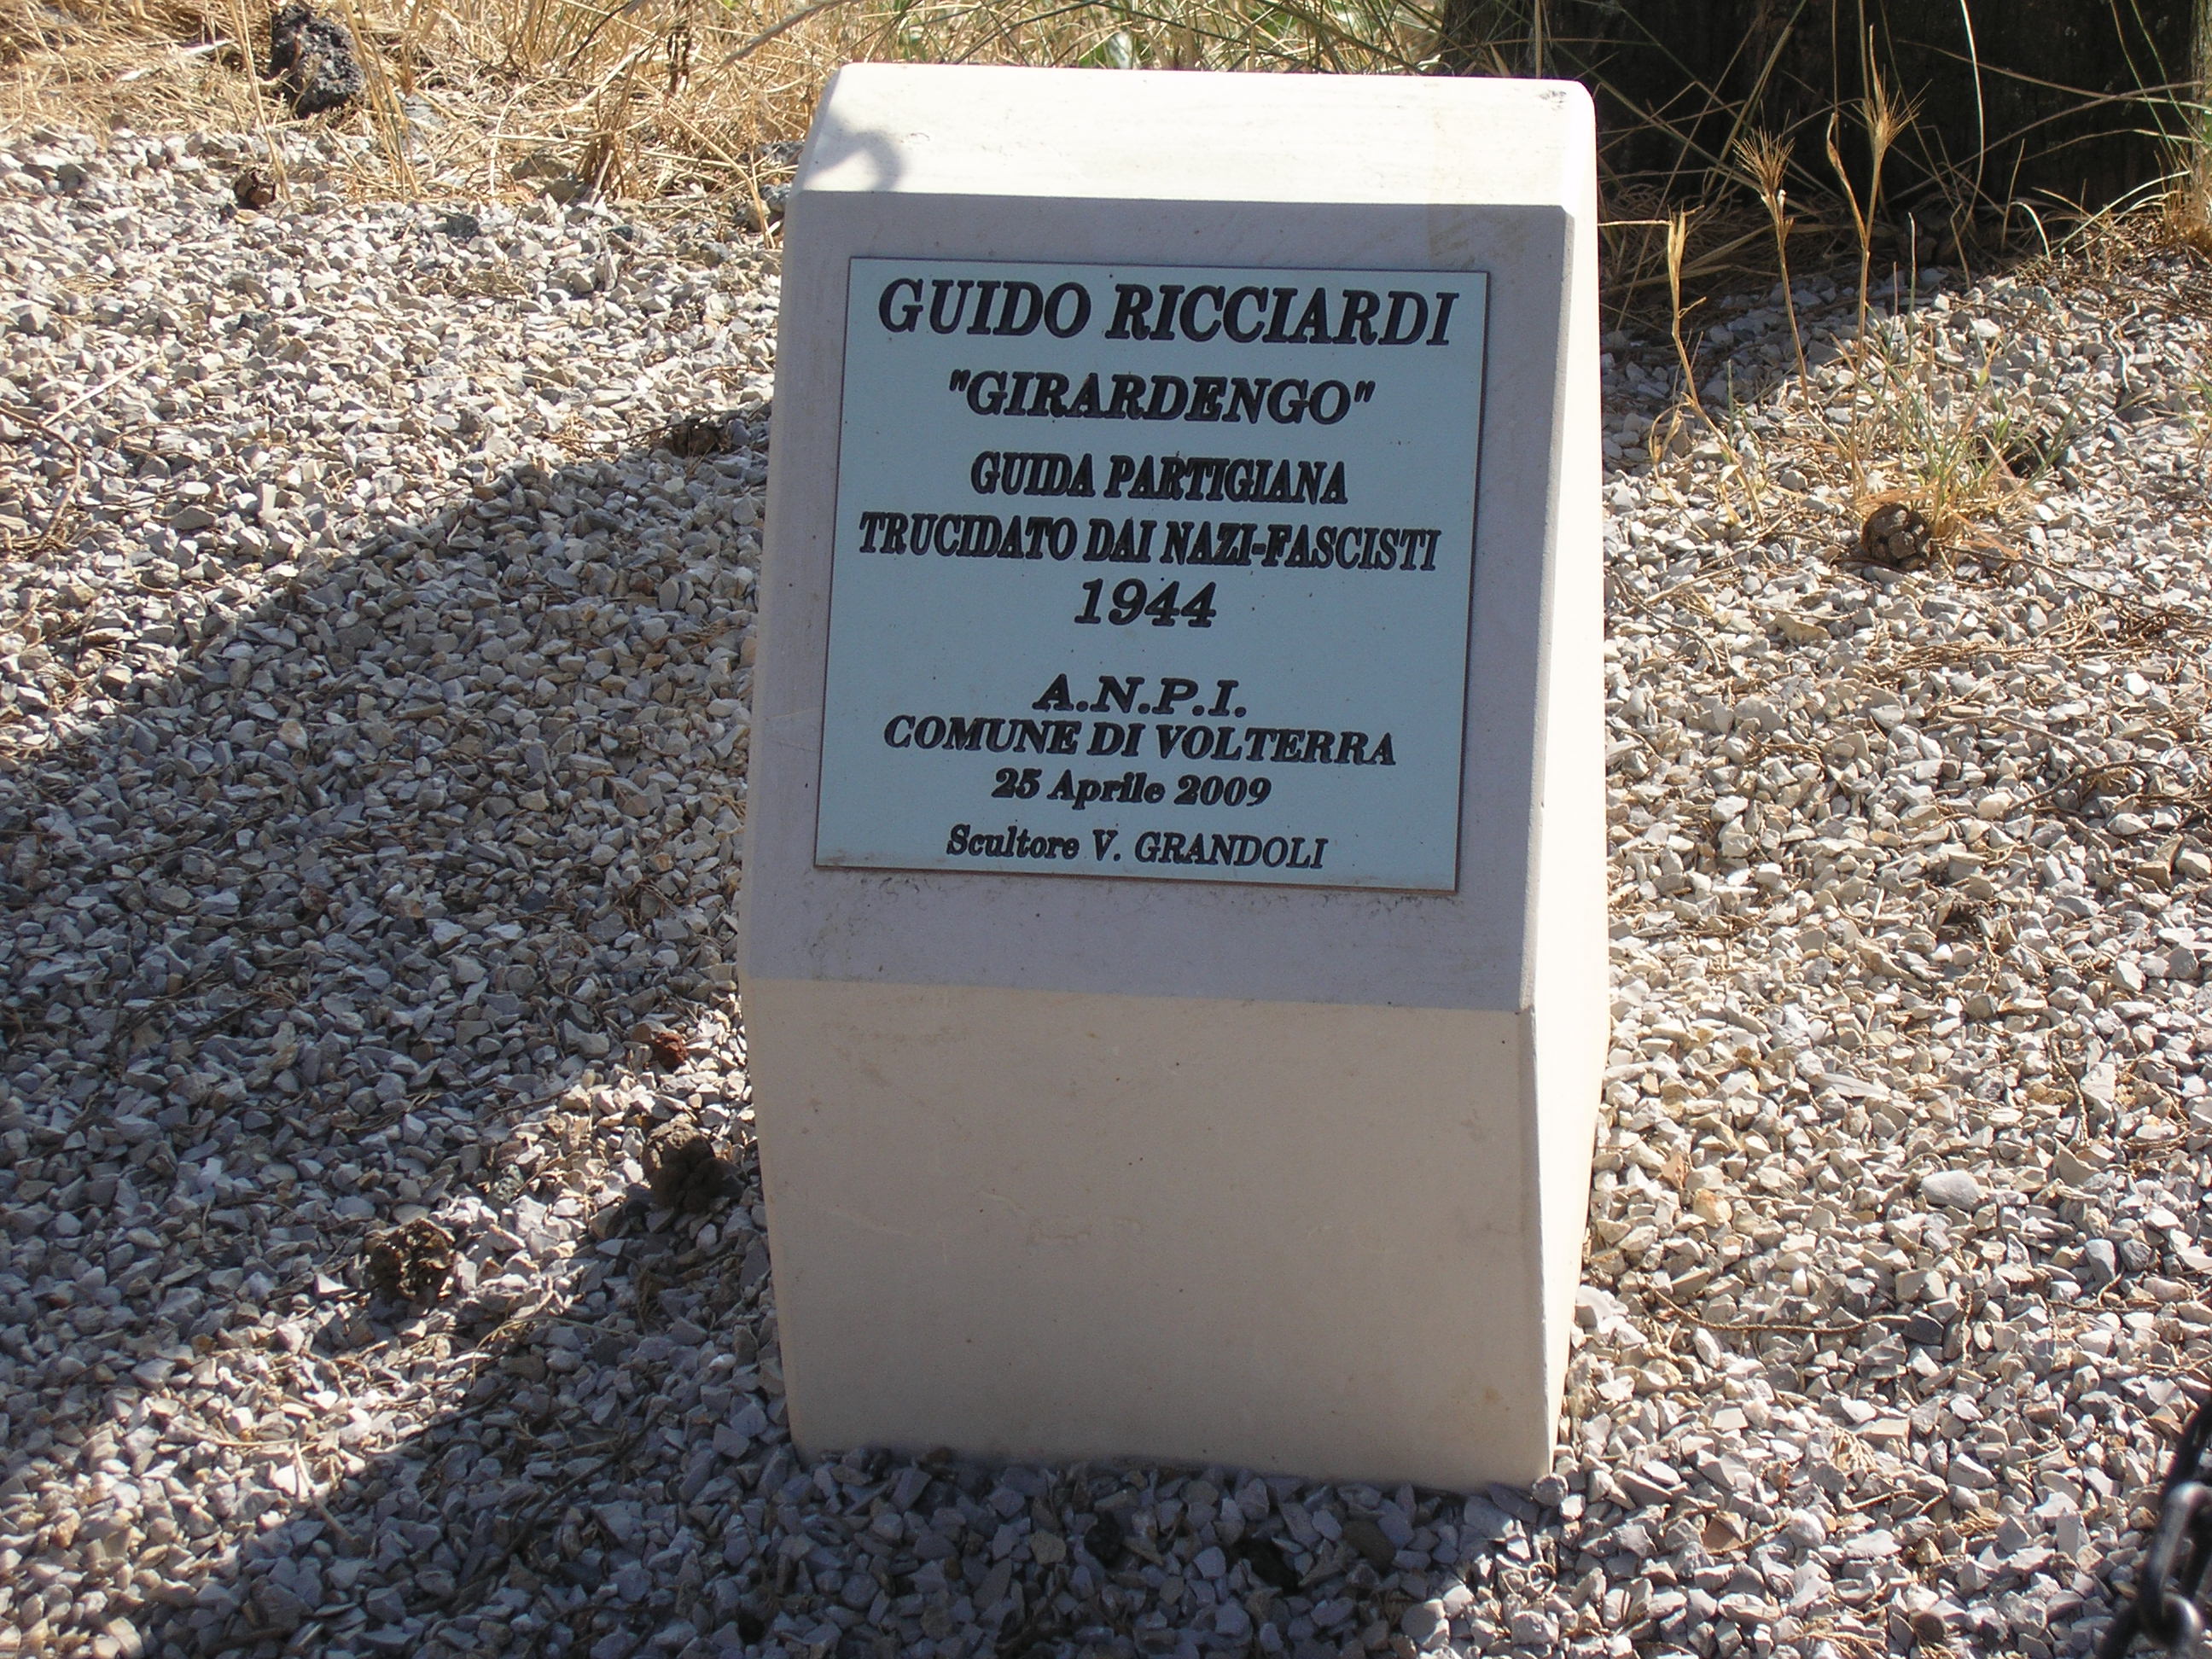 GUIDO RICCIARDI
"GIRARDENGO"
GUIDA PARTIGIANA
TRUCIDATO DAI NAZI-FASCISTI
1944
A.N.P.I.
COMUNE DI VOLTERRA
25 Aprile 2009
Scultore V. GRANDOLI